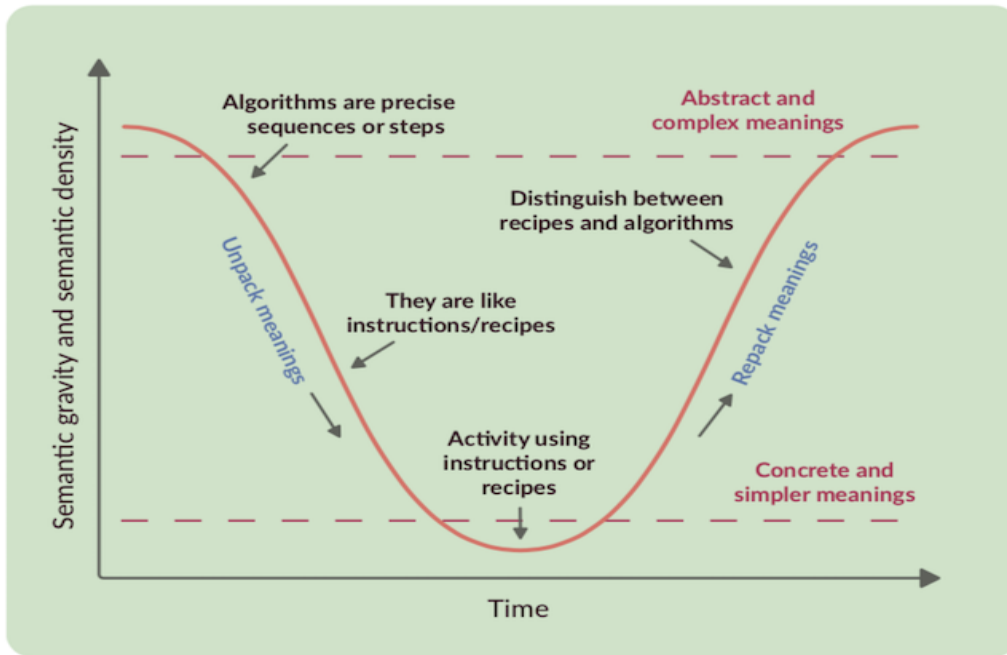 Algorithms are precise
sequences or steps
Abstract and
complex meanings
Distinguish between
recipes and algorithms
Unpack meanings
They are like
instructions/recipes
Repack meanings
Activity using
instructions or
recipes
Concrete and
simpler meanings
Semantic gravity and semantic density
Time